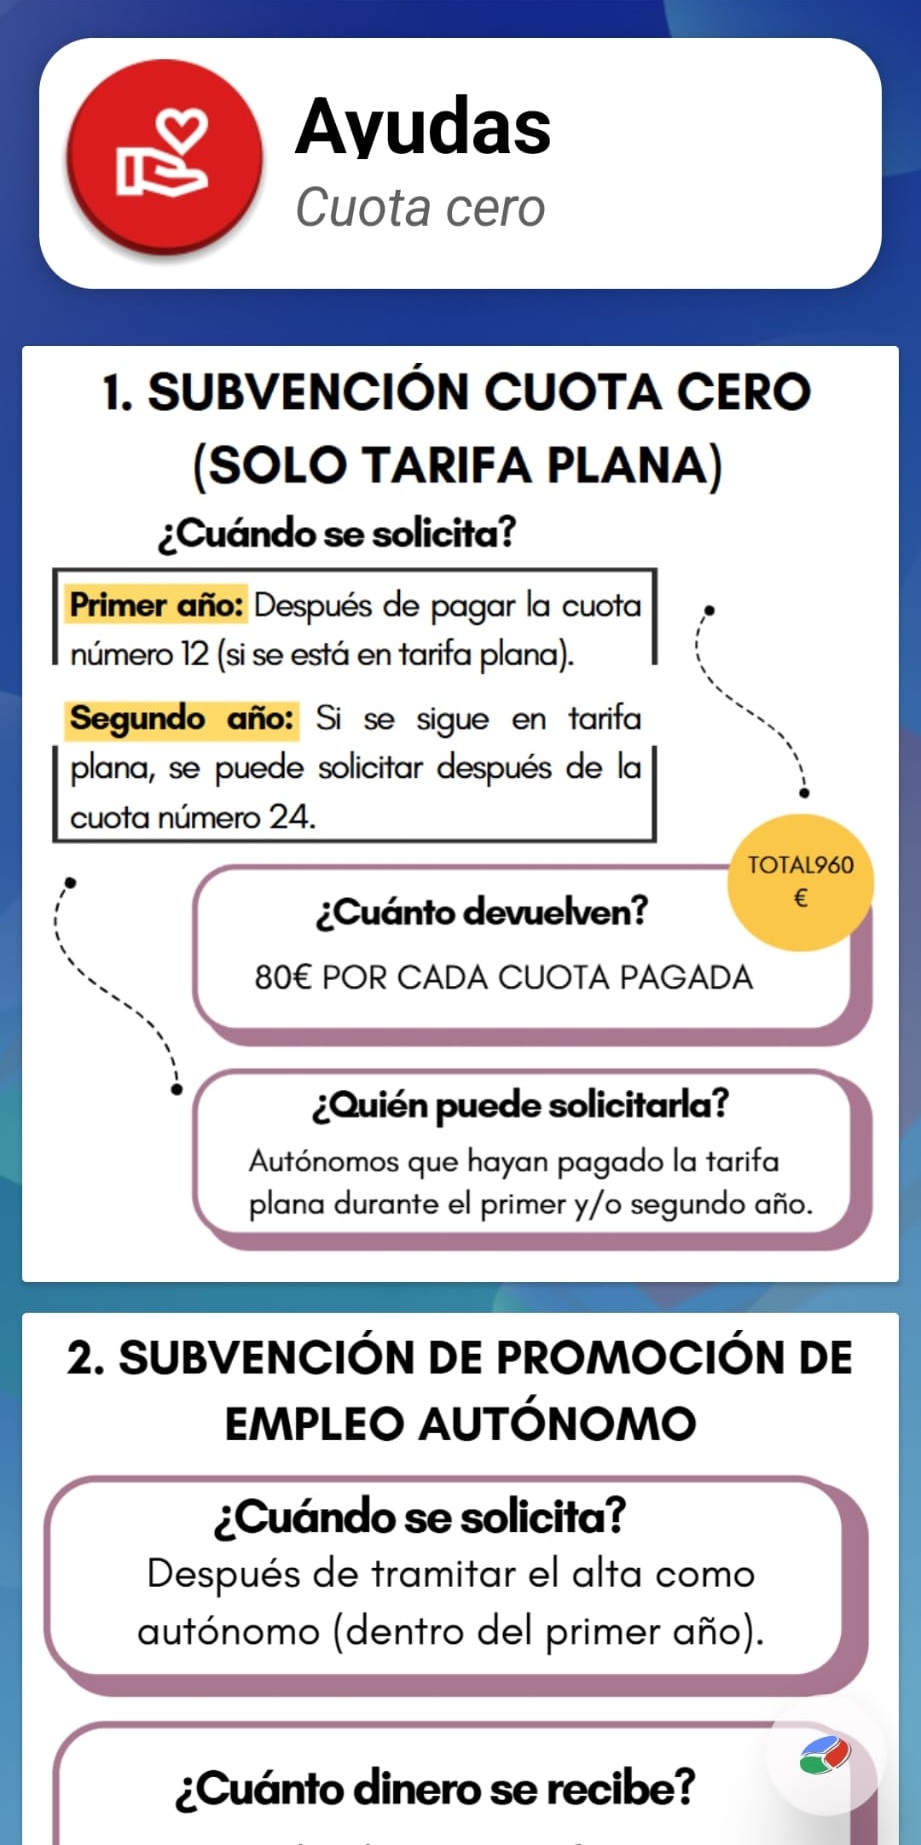 Ayudas
Cuota cero
1. SUBVENCIÓN CUOTA CERO
(SOLO TARIFA PLANA)
¿Cuándo se solicita?
Primer año: Después de pagar la cuota
número 12 (si se está en tarifa plana).
Segundo año: Si se sigue en tarifa
plana, se puede solicitar después de la
cuota número 24.
TOTAL960
€
¿Cuánto devuelven?
80€ POR CADA CUOTA PAGADA
¿Quién puede solicitarla?
Autónomos que hayan pagado la tarifa
plana durante el primer y/o segundo año.
2. SUBVENCIÓN DE PROMOCIÓN DE
EMPLEO AUTÓNOMO
¿Cuándo se solicita?
Después de tramitar el alta como
autónomo (dentro del primer año).
¿Cuánto dinero se recibe?